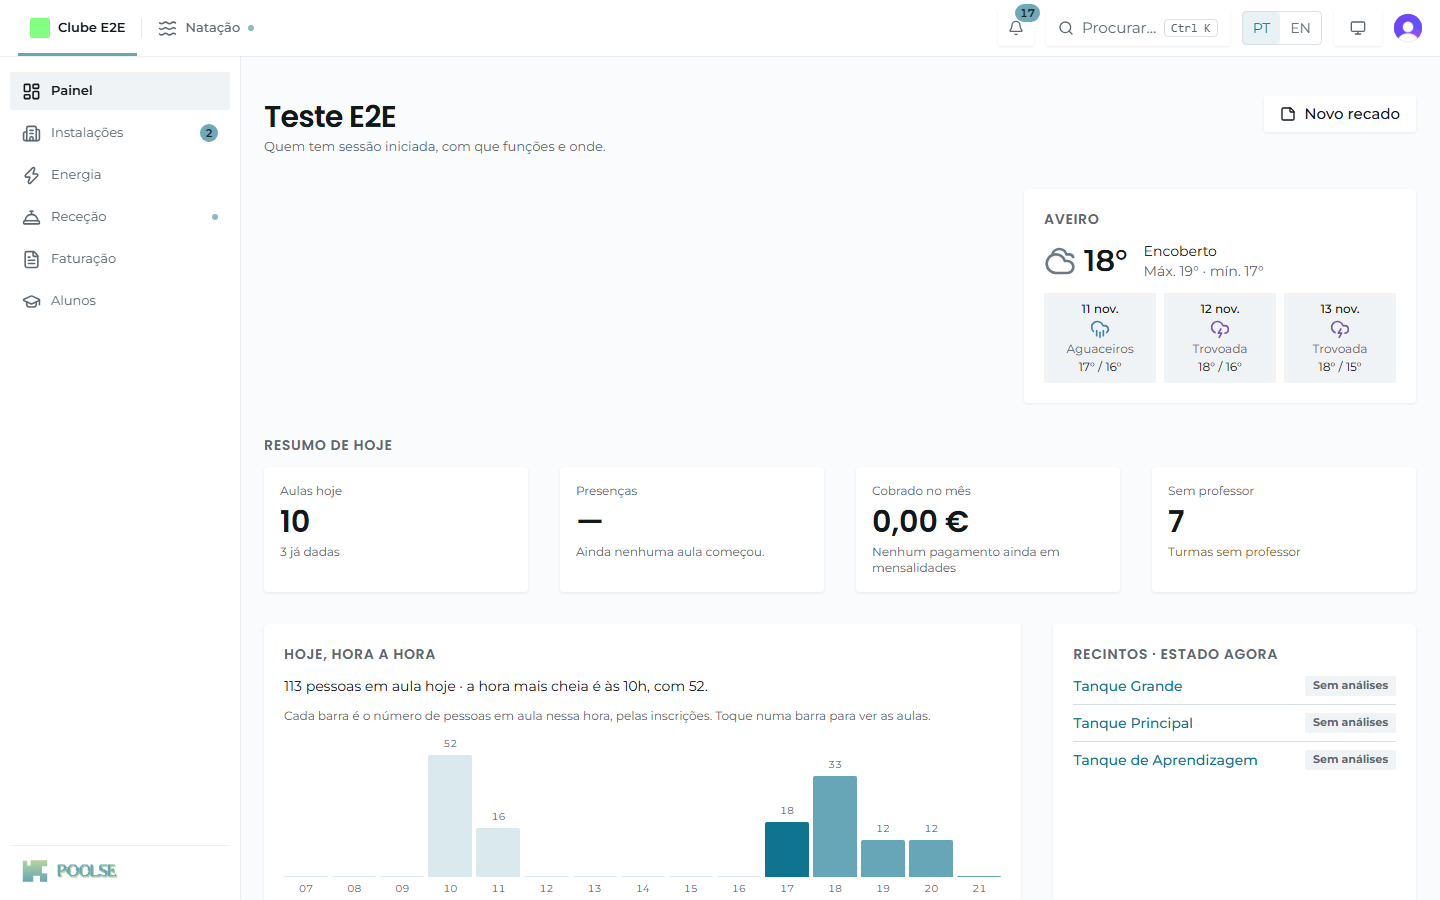 Clube E2E
Natação
17
Procurar...
Ctrl K
PT
EN
Painel
Instalações
2
Energia
Receção
Faturação
Alunos
POOLSE
Teste E2E
Quem tem sessão iniciada, com que funções e onde.
Novo recado
AVEIRO
18°
Encoberto
Máx. 19° · mín. 17°
11 nov.
Aguaceiros
17° / 16°
12 nov.
Trovoada
18° / 16°
13 nov.
Trovoada
18° / 15°
RESUMO DE HOJE
Aulas hoje
10
3 já dadas
Presenças
—
Ainda nenhuma aula começou.
Cobrado no mês
0,00 €
Nenhum pagamento ainda em
mensalidades
Sem professor
7
Turmas sem professor
HOJE, HORA A HORA
113 pessoas em aula hoje · a hora mais cheia é às 10h, com 52.
Cada barra é o número de pessoas em aula nessa hora, pelas inscrições. Toque numa barra para ver as aulas.
52
16
18
33
12
12
07 08 09 10 11 12 13 14 15 16 17 18 19 20 21
RECINTOS · ESTADO AGORA
Tanque Grande
Sem análises
Tanque Principal
Sem análises
Tanque de Aprendizagem
Sem análises